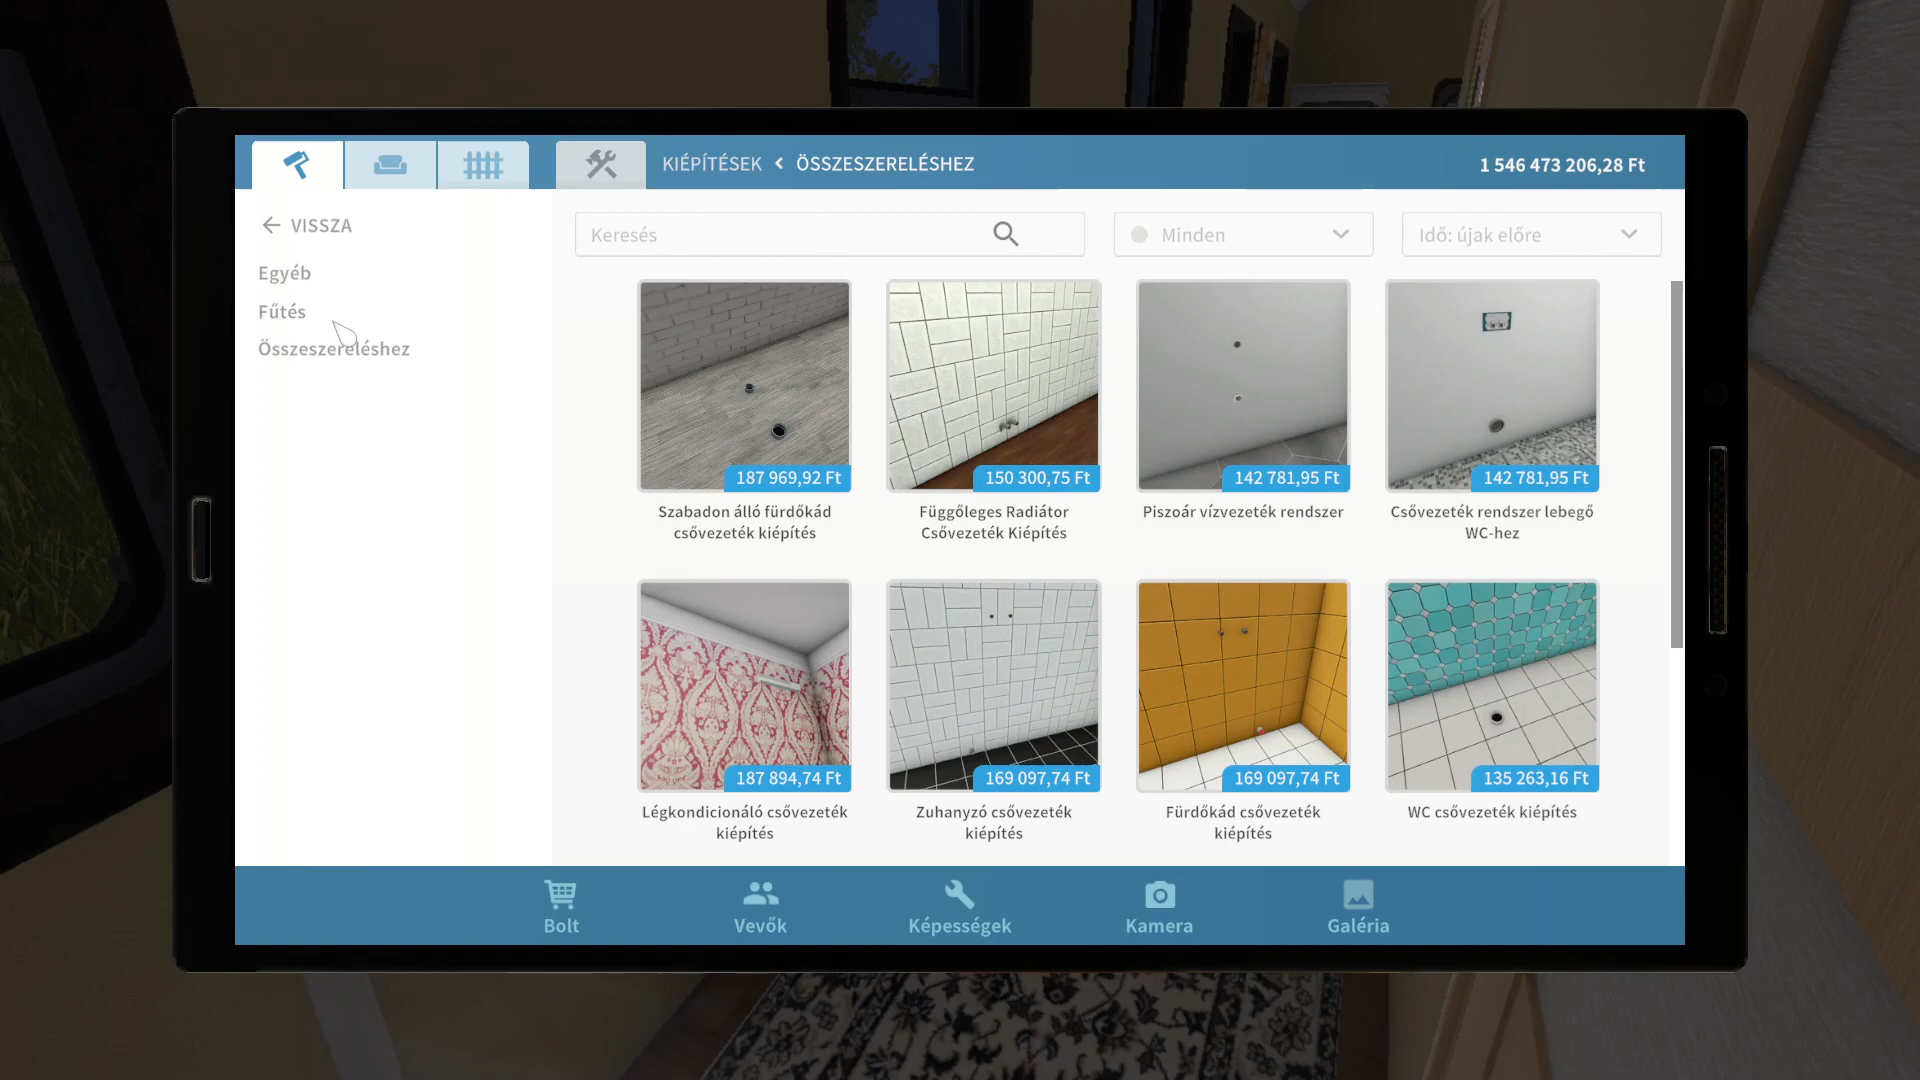 KIÉPÍTÉSEK < ÖSSZESZERELÉSHEZ
1 546 473 206,28 Ft
VISSZA
Egyéb
Fűtés
Összeszereléshez
Keresés
Minden
Idő: újak előre
187 969,92 Ft
150 300,75 Ft
142 781,95 Ft
142 781,95 Ft
Szabadon álló fürdőkád
csővezeték kiépítés
Függőleges Radiátor
Csővezeték Kiépítés
Piszoár vízvezeték rendszer
Csővezeték rendszer lebegő
WC-hez
187 894,74 Ft
169 097,74 Ft
169 097,74 Ft
135 263,16 Ft
Légkondicionáló csővezeték
kiépítés
Zuhanyzó csővezeték
kiépítés
Fürdőkád csővezeték
kiépítés
WC csővezeték kiépítés
Bolt
Vevők
Képességek
Kamera
Galéria